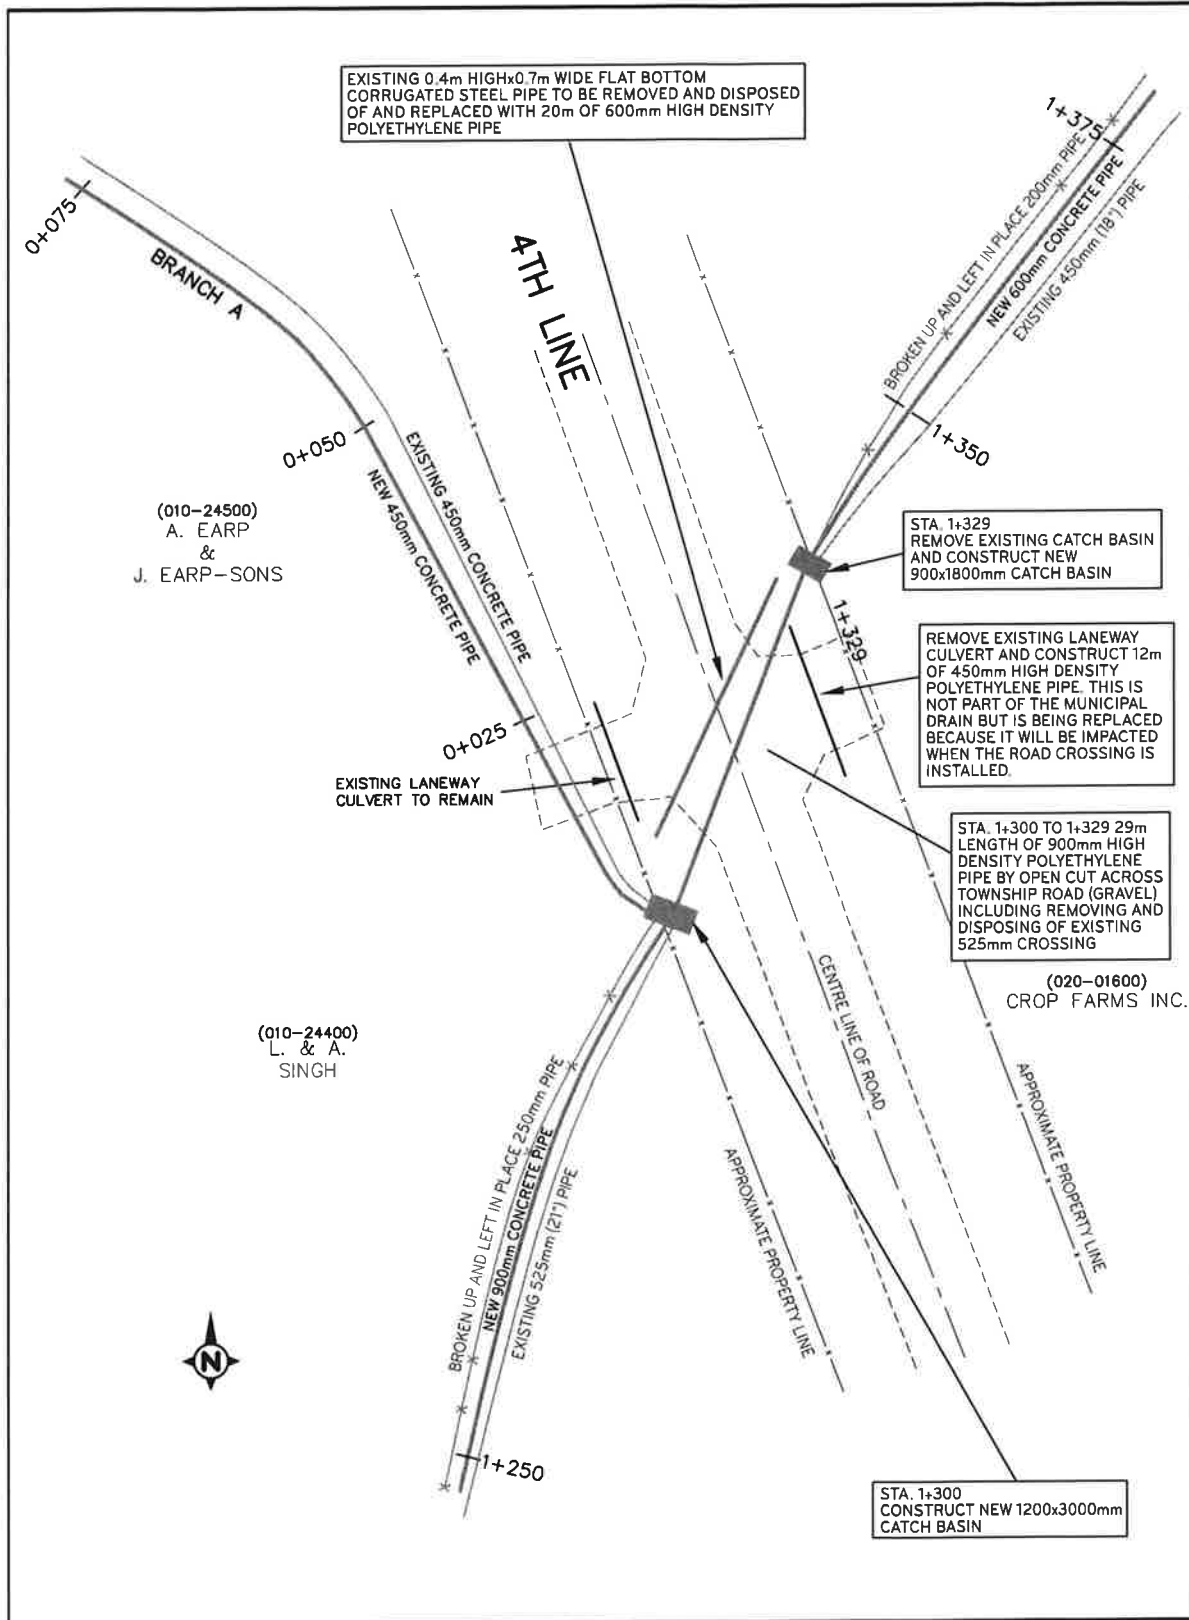 EXISTING 0.4m HIGHx0.7m WIDE FLAT BOTTOM
CORRUGATED STEEL PIPE TO BE REMOVED AND DISPOSED
OF AND REPLACED WITH 20m OF 600mm HIGH DENSITY
POLYETHYLENE PIPE
1+375
BROKEN UP AND LEFT IN PLACE 200mm PIPE
NEW 600mm CONCRETE PIPE
EXISTING 450mm (18") PIPE
0+075
BRANCH A
4TH LINE
0+050
1+350
EXISTING 450mm CONCRETE PIPE
NEW 450mm CONCRETE PIPE
(010-24500)
A. EARP
&
J. EARP-SONS
STA. 1+329
REMOVE EXISTING CATCH BASIN
AND CONSTRUCT NEW
900x1800mm CATCH BASIN
1+329
REMOVE EXISTING LANEWAY
CULVERT AND CONSTRUCT 12m
OF 450mm HIGH DENSITY
POLYETHYLENE PIPE. THIS IS
NOT PART OF THE MUNICIPAL
DRAIN BUT IS BEING REPLACED
BECAUSE IT WILL BE IMPACTED
WHEN THE ROAD CROSSING IS
INSTALLED.
0+025
EXISTING LANEWAY
CULVERT TO REMAIN
STA. 1+300 TO 1+329 29m
LENGTH OF 900mm HIGH
DENSITY POLYETHYLENE
PIPE BY OPEN CUT ACROSS
TOWNSHIP ROAD (GRAVEL)
INCLUDING REMOVING AND
DISPOSING OF EXISTING
525mm CROSSING
(020-01600)
CROP FARMS INC.
CENTRE LINE OF ROAD
(010-24400)
L. & A.
SINGH
APPROXIMATE PROPERTY LINE
APPROXIMATE PROPERTY LINE
BROKEN UP AND LEFT IN PLACE 250mm PIPE
NEW 900mm CONCRETE PIPE
EXISTING 525mm (21") PIPE
N
1+250
STA. 1+300
CONSTRUCT NEW 1200x3000mm
CATCH BASIN